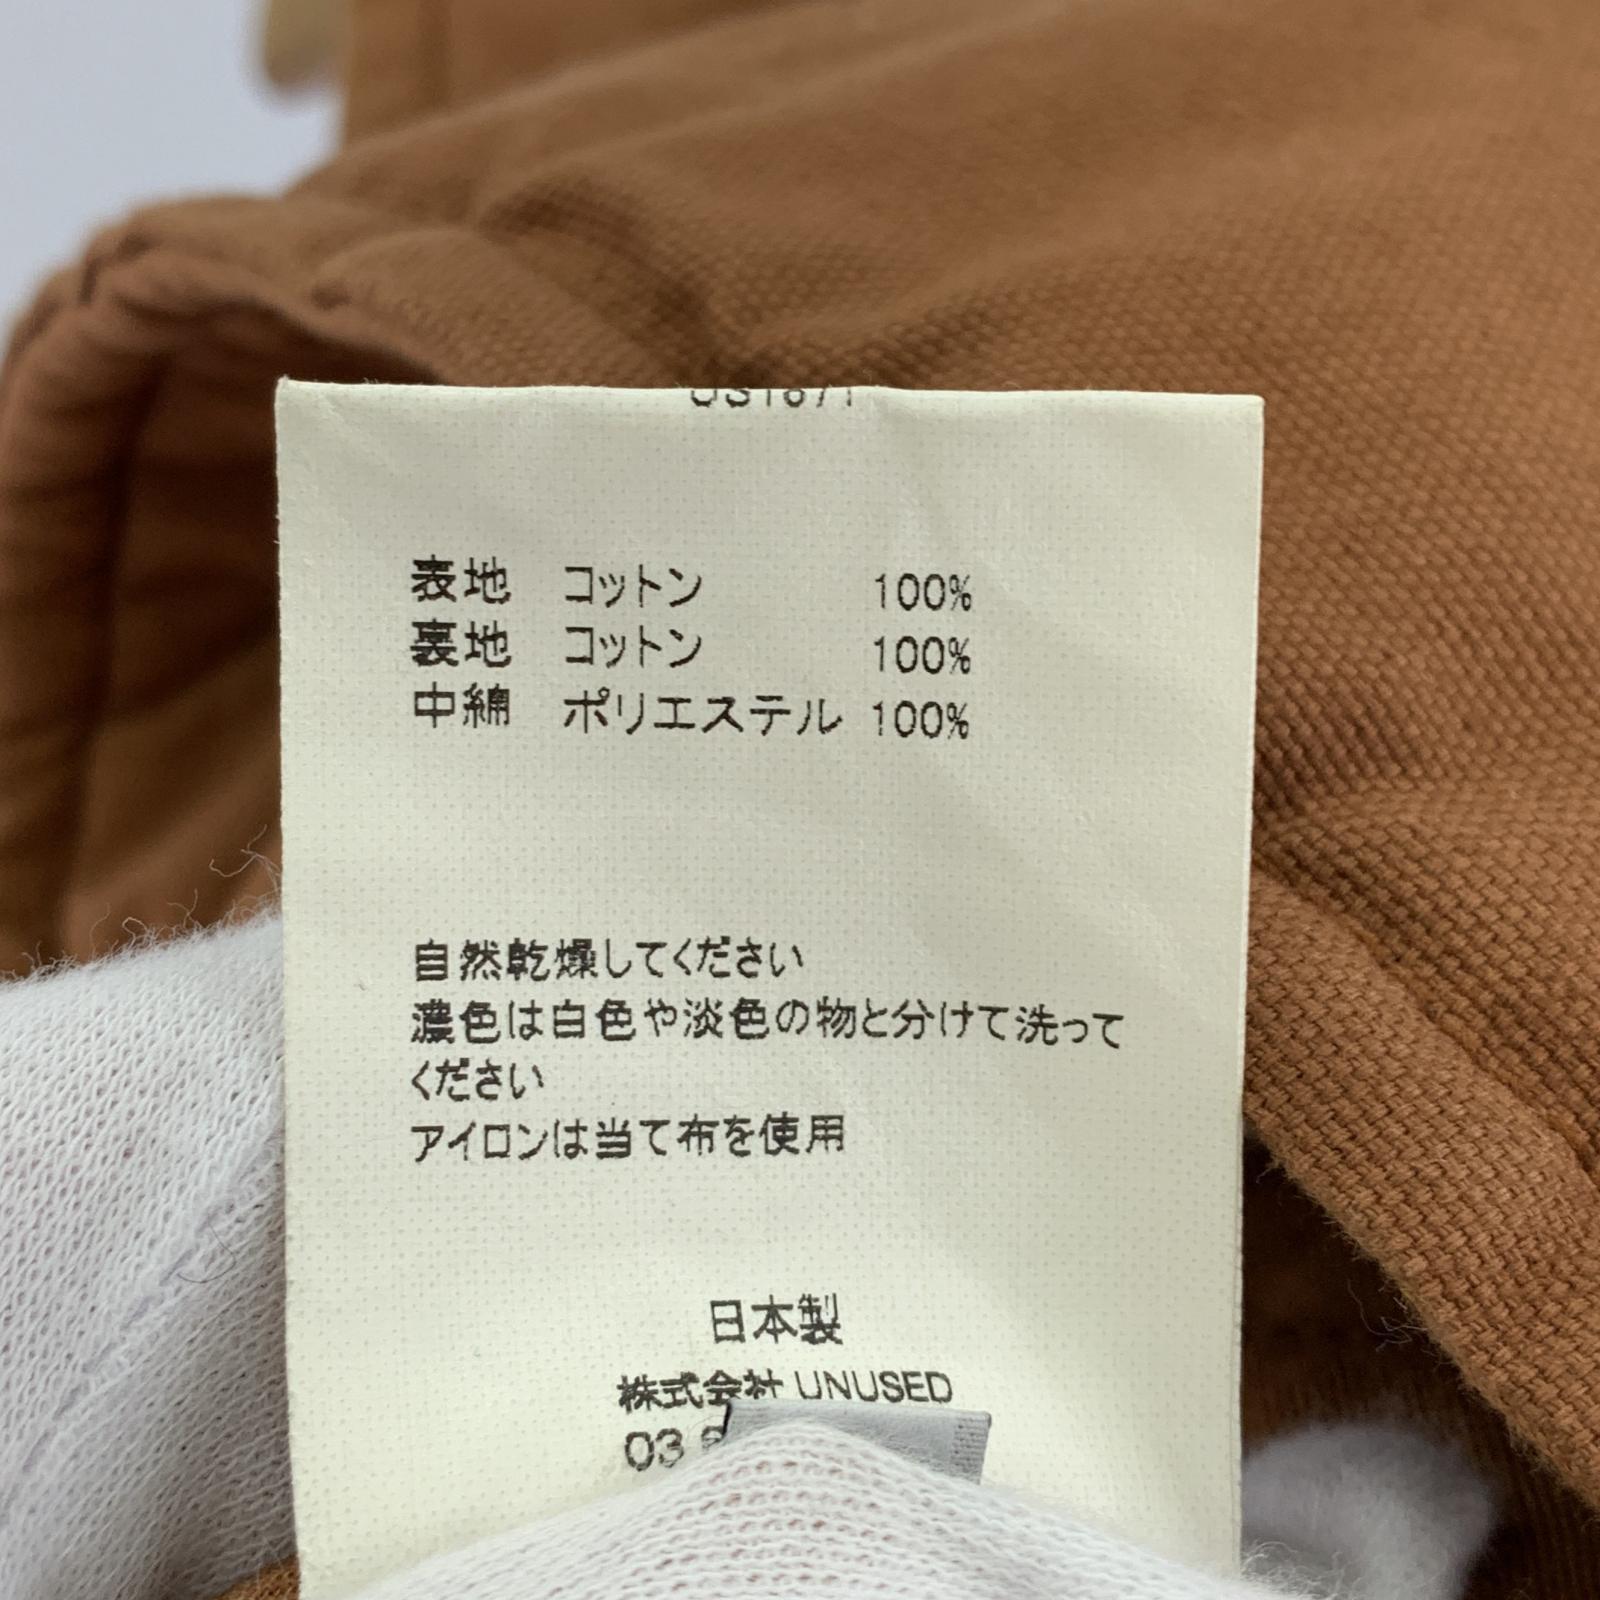 US1871
表地 コットン 100%
裏地 コットン 100%
中綿 ポリエステル 100%
自然乾燥してください
濃色は白色や淡色の物と分けて洗って
ください
アイロンは当て布を使用
日本製
株式会社 UNUSED
03